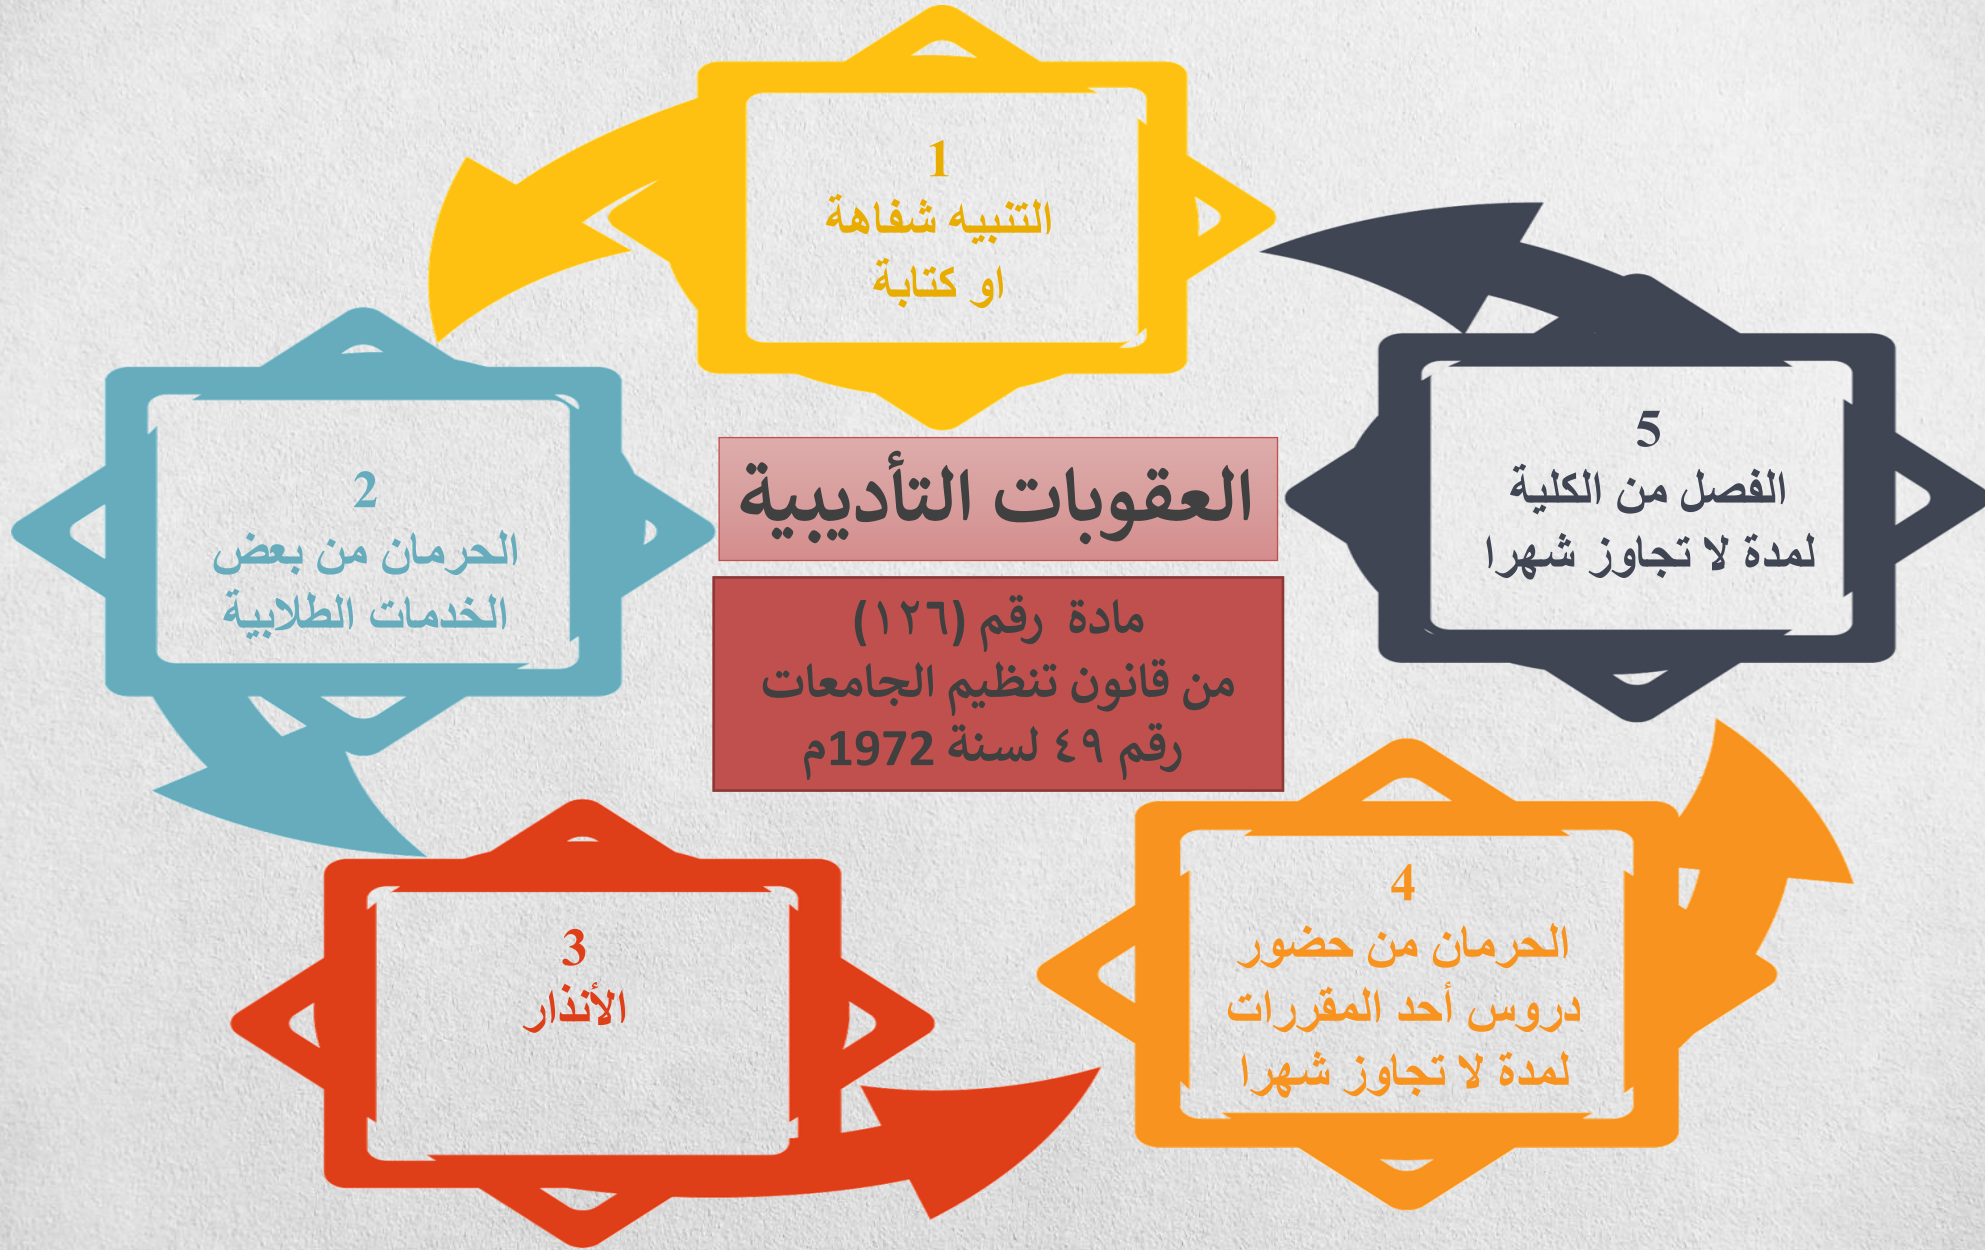 العقوبات التأديبية
مادة رقم (١٢٦)
من قانون تنظيم الجامعات
رقم ٤٩ لسنة 1972م
1
التنبيه شفاهة
او كتابة
2
الحرمان من بعض
الخدمات الطلابية
3
الأنذار
4
الحرمان من حضور
دروس أحد المقررات
لمدة لا تجاوز شهرا
5
الفصل من الكلية
لمدة لا تجاوز شهرا